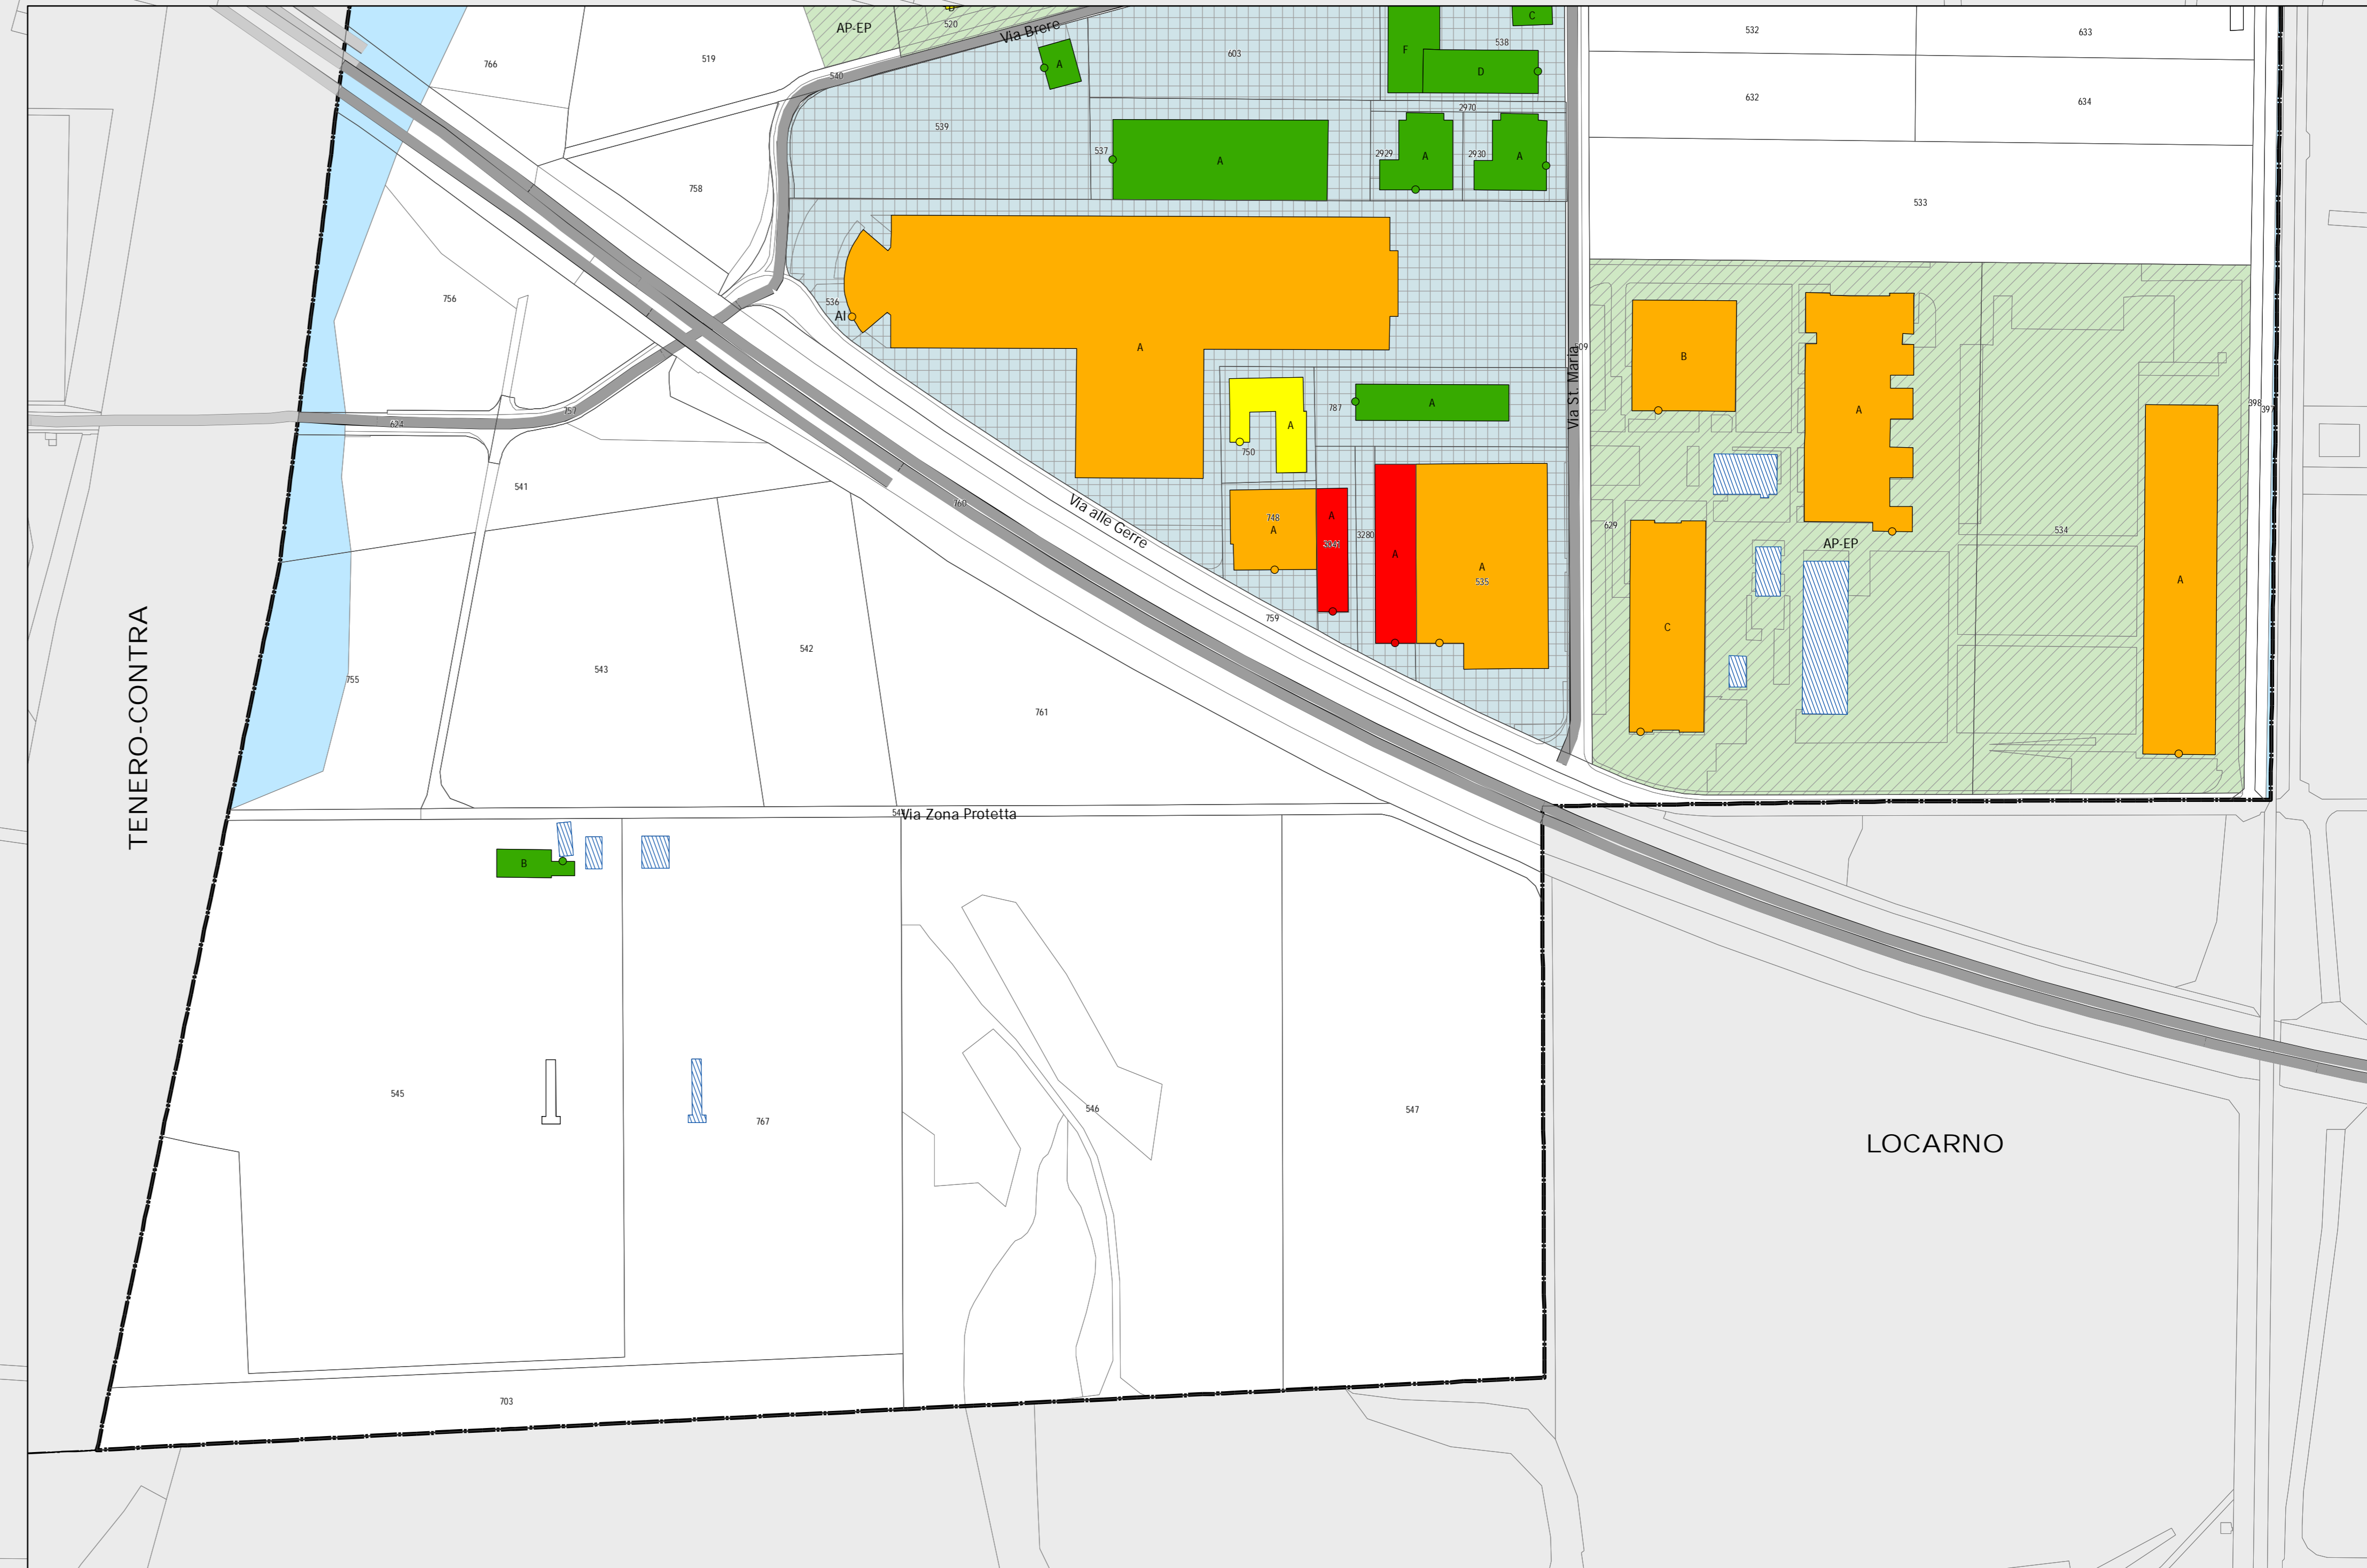 520
AP-EP
Via Brere
766
519
540
A
603
F
C
538
D
532
633
632
634
2970
539
537
A
2929
A
2930
A
758
533
756
536
AI
A
Via St. Maria
B
A
787
A
398
397
757
624
A
750
541
760
Via alle Gerre
748
A
A
3280
A
A
535
629
AP-EP
534
A
TENERO-CONTRA
755
543
542
761
759
C
Via Zona Protetta
B
545
767
546
547
LOCARNO
703